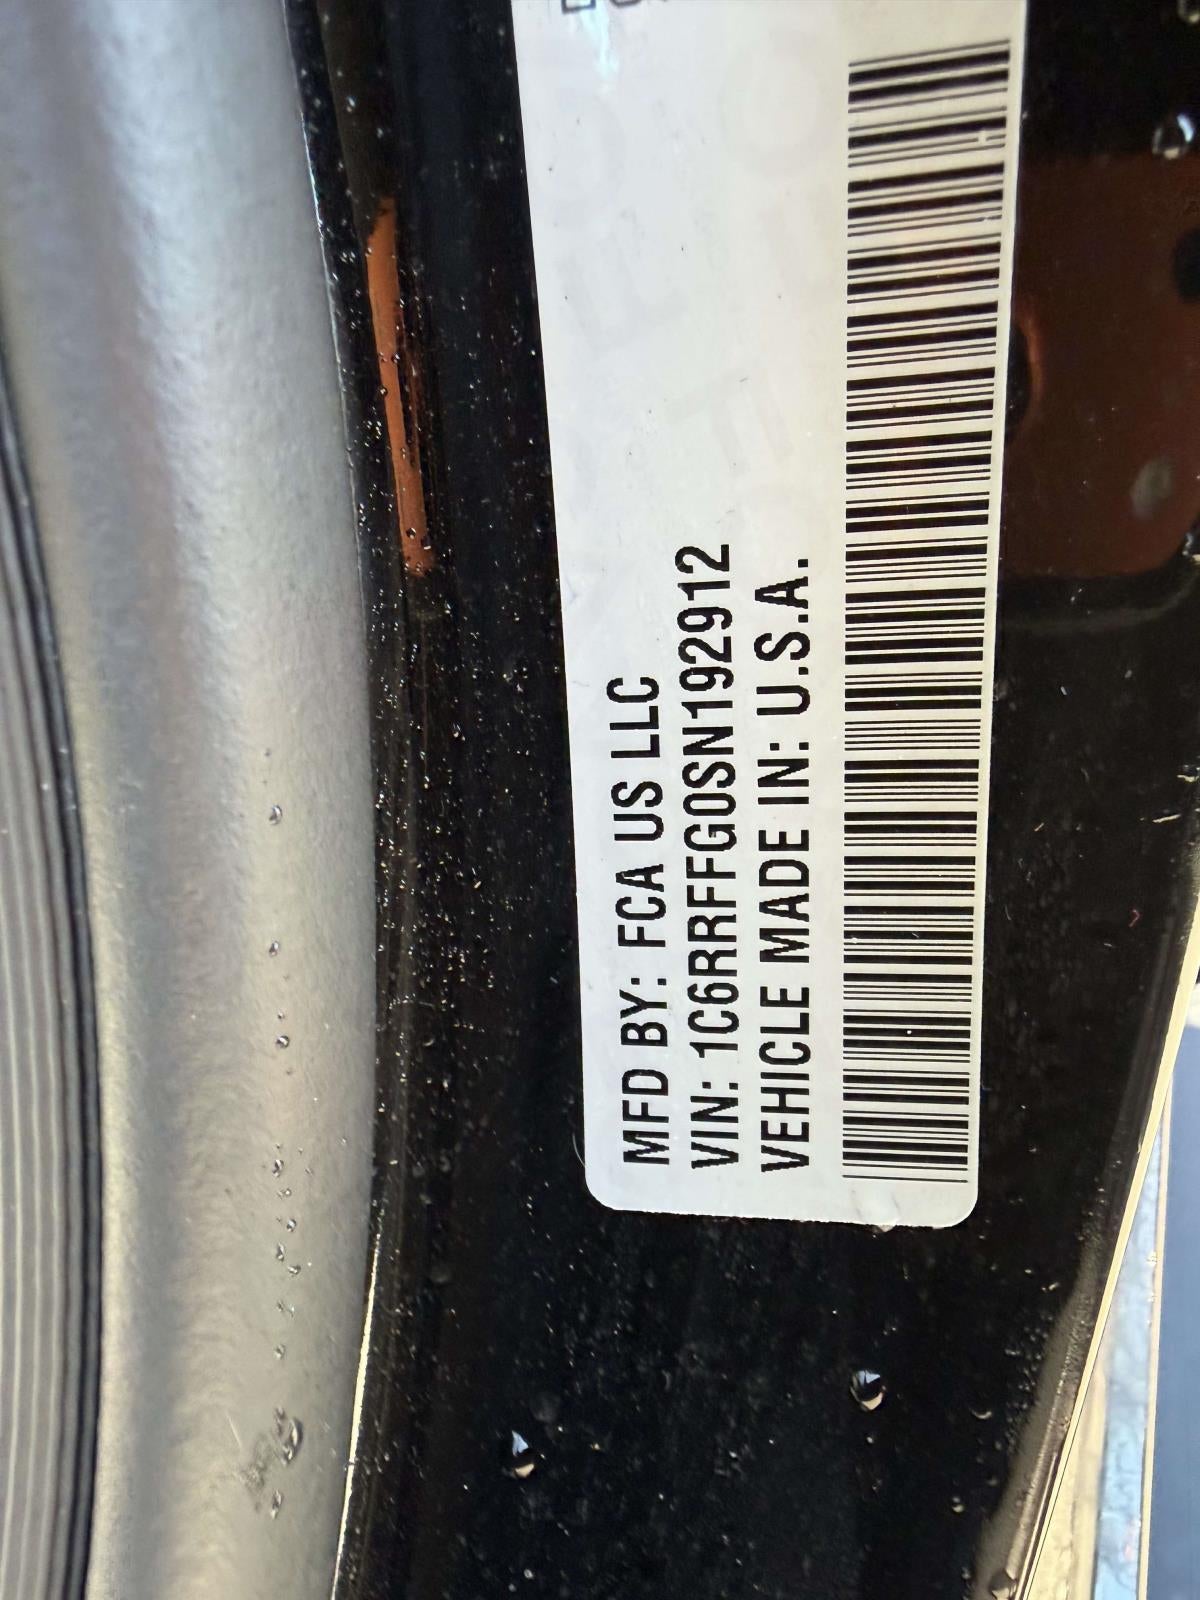 MFD BY: FCA US LLC
VIN: 1C6RRFFG0SN192912
VEHICLE MADE IN: U.S.A.